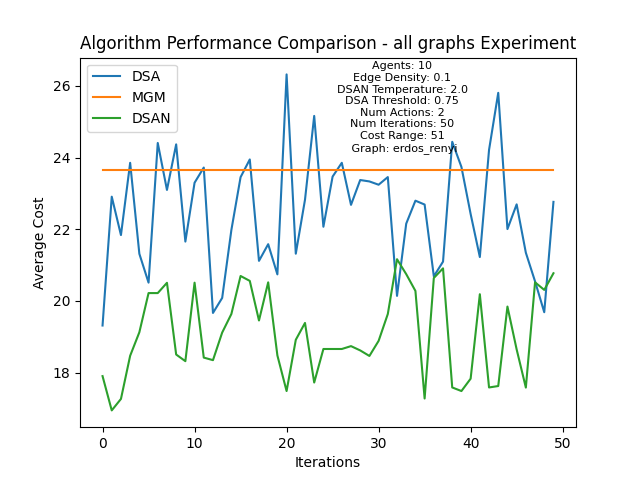 Algorithm Performance Comparison - all graphs Experiment
DSA
MGM
DSAN
Agents: 10
Edge Density: 0.1
DSAN Temperature: 2.0
DSA Threshold: 0.75
Num Actions: 2
Num Iterations: 50
Cost Range: 51
Graph: erdos_renyi
Average Cost
26
24
22
20
18
0 10 20 30 40 50
Iterations